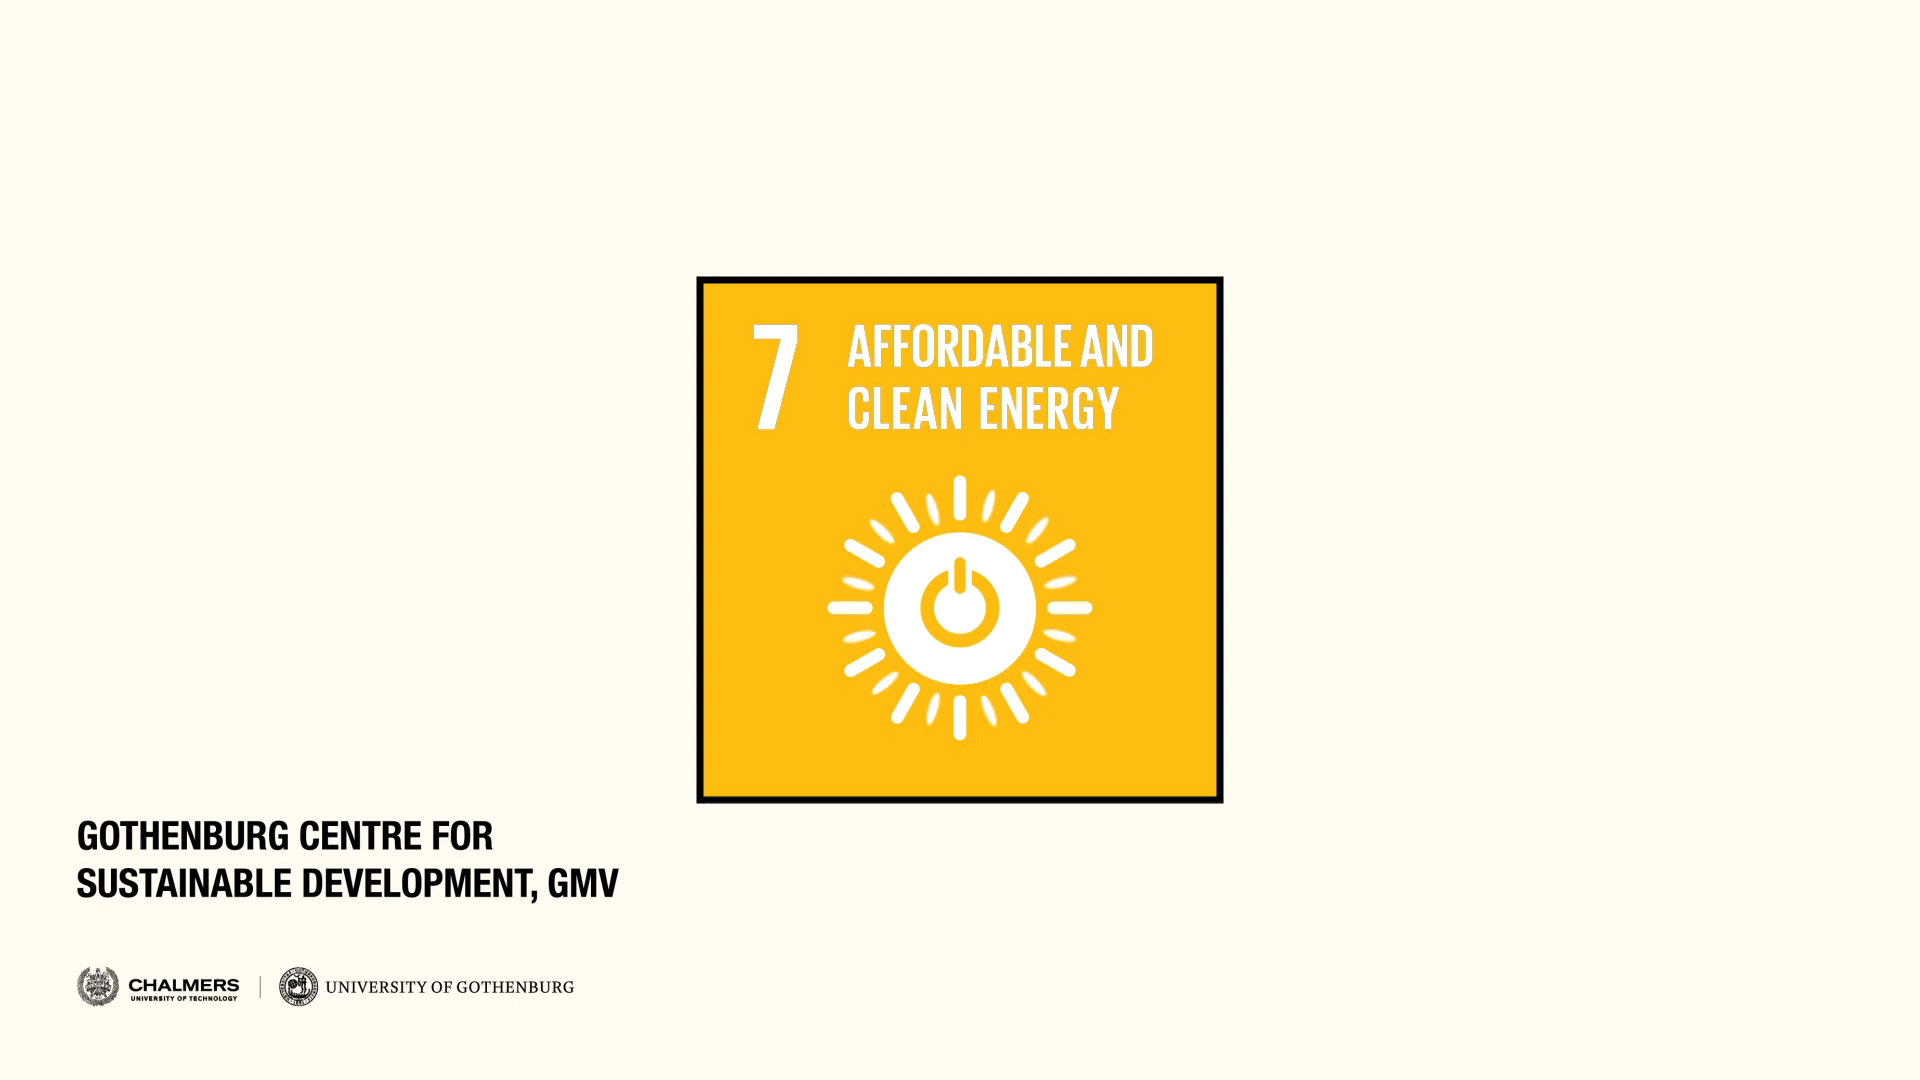 7
AFFORDABLE AND
CLEAN ENERGY
GOTHENBURG CENTRE FOR
SUSTAINABLE DEVELOPMENT, GMV
CHALMERS
UNIVERSITY OF TECHNOLOGY
UNIVERSITY OF GOTHENBURG